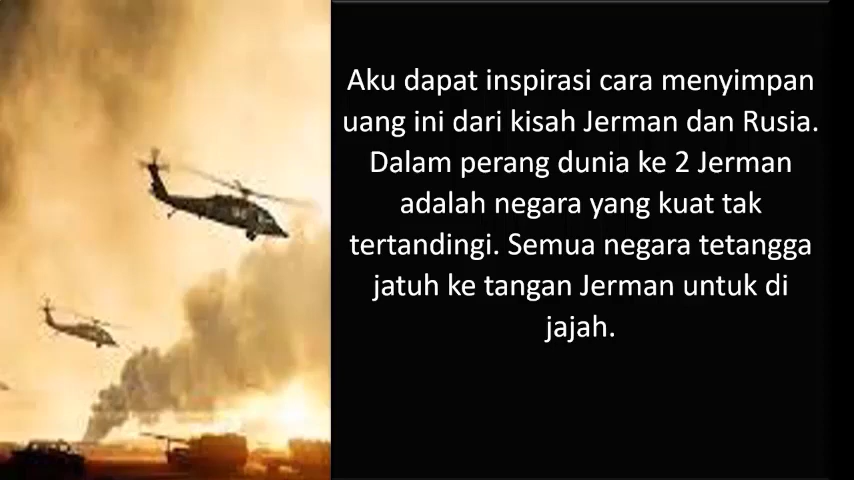 Aku dapat inspirasi cara menyimpan
uang ini dari kisah Jerman dan Rusia.
Dalam perang dunia ke 2 Jerman
adalah negara yang kuat tak
tertandingi. Semua negara tetangga
jatuh ke tangan Jerman untuk di
jajah.